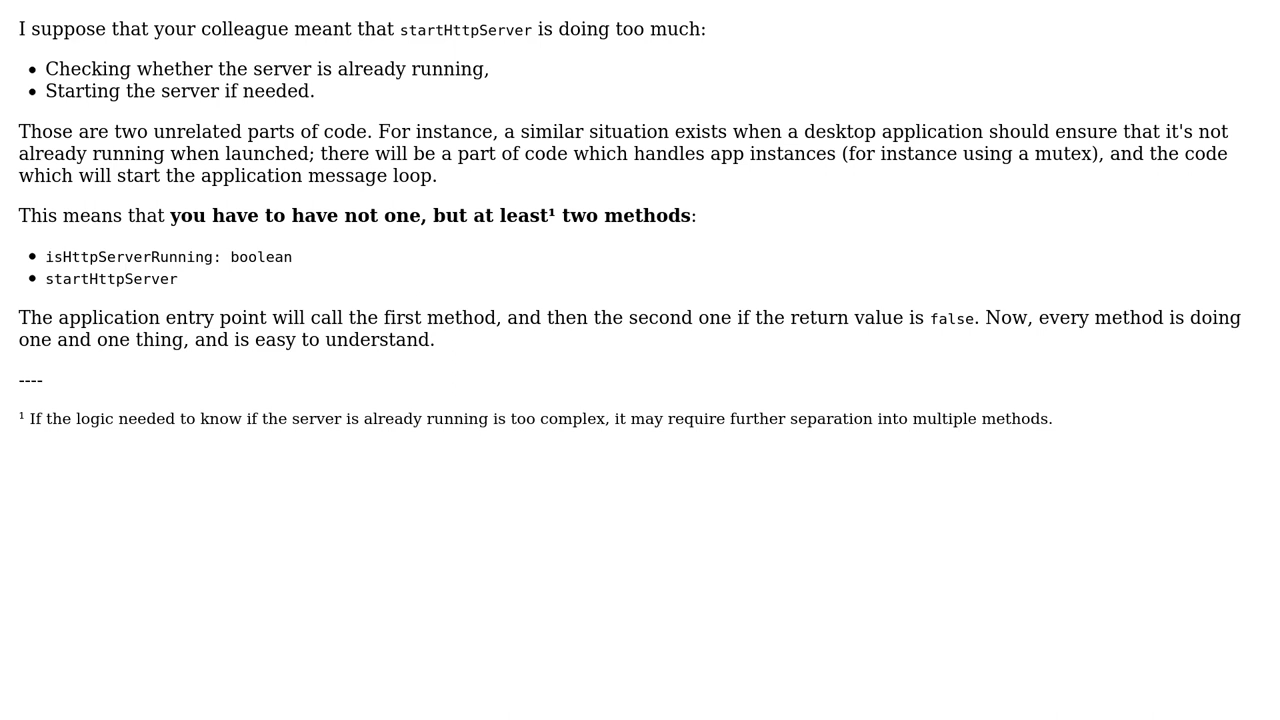 I suppose that your colleague meant that startHttpServer is doing too much:
• Checking whether the server is already running,
• Starting the server if needed.
Those are two unrelated parts of code. For instance, a similar situation exists when a desktop application should ensure that it's not
already running when launched; there will be a part of code which handles app instances (for instance using a mutex), and the code
which will start the application message loop.
This means that you have to have not one, but at least¹ two methods:
• isHttpServerRunning: boolean
• startHttpServer
The application entry point will call the first method, and then the second one if the return value is false. Now, every method is doing
one and one thing, and is easy to understand.
----
¹ If the logic needed to know if the server is already running is too complex, it may require further separation into multiple methods.